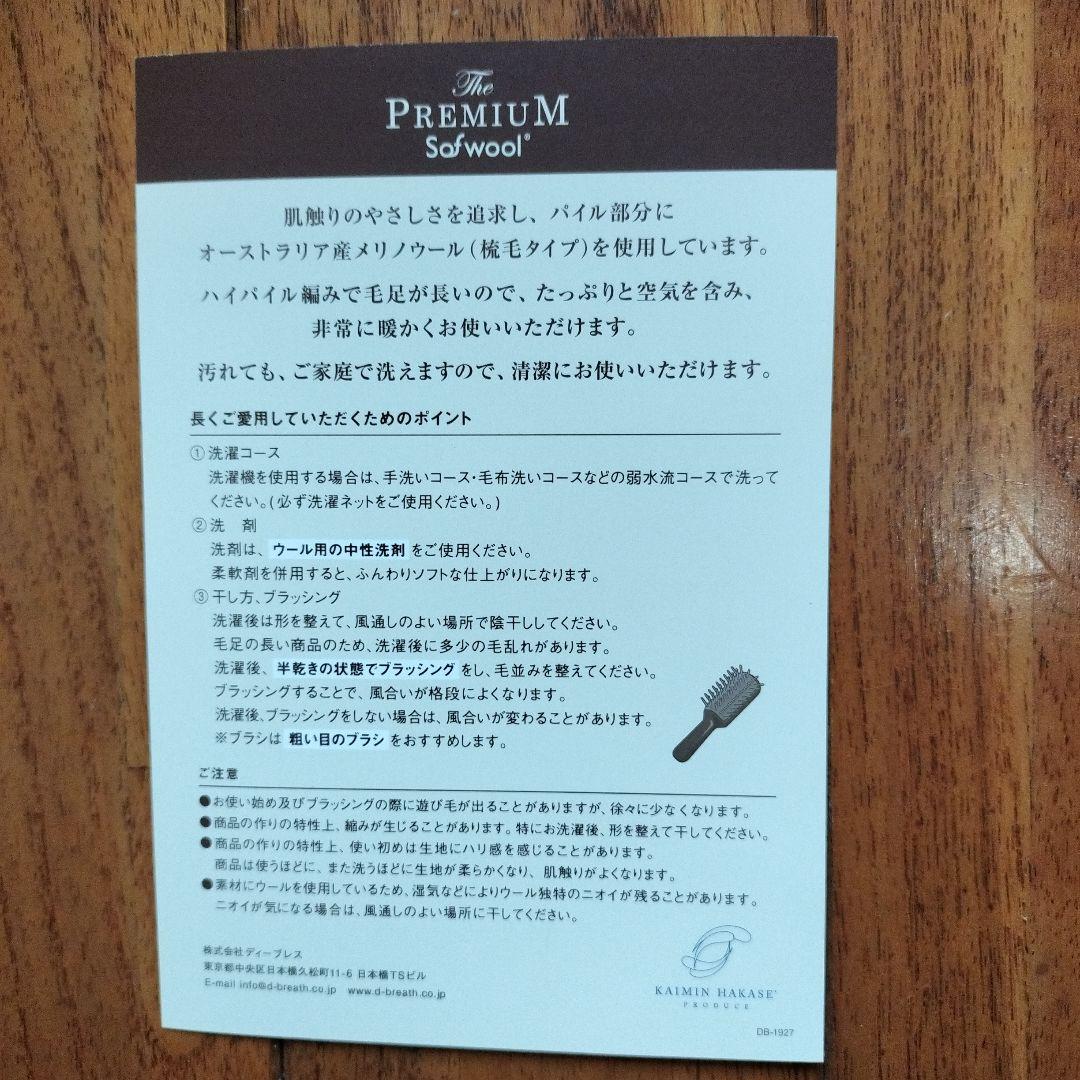 The
PREMIUM
Sofwool®
肌触りのやさしさを追求し、パイル部分に
オーストラリア産メリノウール(梳毛タイプ)を使用しています。
ハイパイル編みで毛足が長いので、たっぷりと空気を含み、
非常に暖かくお使いいただけます。
汚れても、ご家庭で洗えますので、清潔にお使いいただけます。
長くご愛用していただくためのポイント
①洗濯コース
洗濯機を使用する場合は、手洗いコース・毛布洗いコースなどの弱水流コースで洗って
ください。(必ず洗濯ネットをご使用ください。)
②洗 剤
洗剤は、ウール用の中性洗剤 をご使用ください。
柔軟剤を併用すると、ふんわりソフトな仕上がりになります。
③干し方、ブラッシング
洗濯後は形を整えて、風通しのよい場所で陰干ししてください。
毛足の長い商品のため、洗濯後に多少の毛乱れがあります。
洗濯後、半乾きの状態でブラッシング をし、毛並みを整えてください。
ブラッシングすることで、風合いが格段によくなります。
洗濯後、ブラッシングをしない場合は、風合いが変わることがあります。
※ブラシは 粗い目のブラシ をおすすめします。
ご注意
●お使い始め及びブラッシングの際に遊び毛が出ることがありますが、徐々に少なくなります。
●商品の作りの特性上、縮みが生じることがあります。特にお洗濯後、形を整えて干してください。
●商品の作りの特性上、使い初めは生地にハリ感を感じることがあります。
商品は使うほどに、また洗うほどに生地が柔らかくなり、肌触りがよくなります。
●素材にウールを使用しているため、湿気などによりウール独特のニオイが残ることがあります。
ニオイが気になる場合は、風通しのよい場所に干してください。
株式会社ディーブレス
東京都中央区日本橋久松町11-6 日本橋TSビル
E-mail info@d-breath.co.jp www.d-breath.co.jp
KAIMIN HAKASE®
PRODUCE
DB-1927